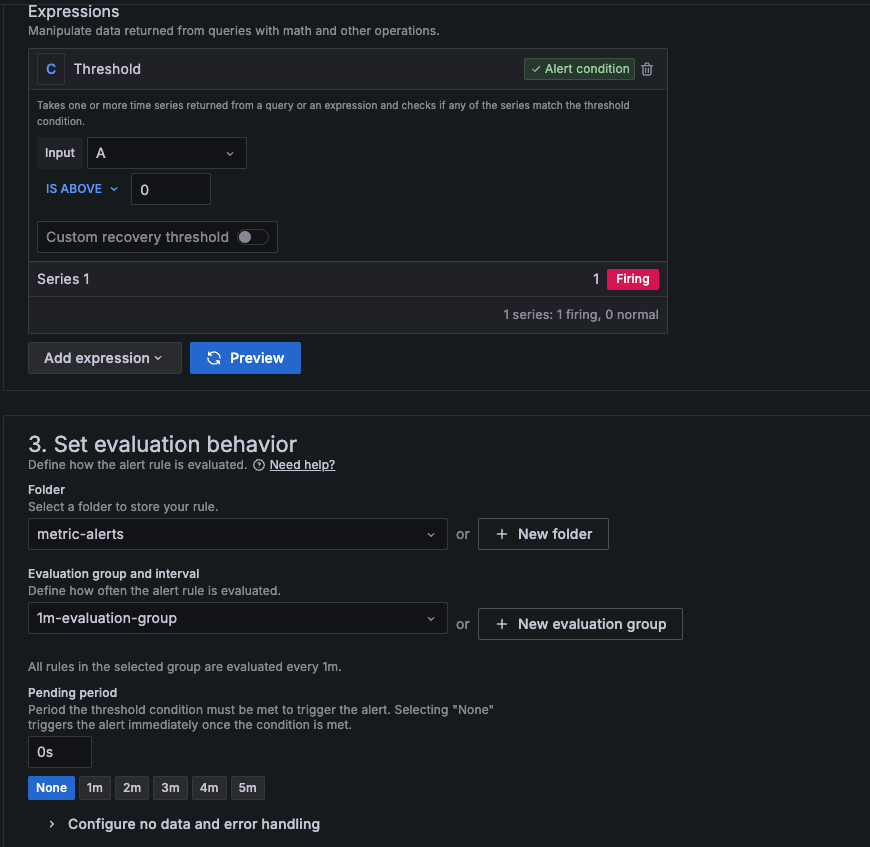 Expressions
Manipulate data returned from queries with math and other operations.
C Threshold Alert condition
Takes one or more time series returned from a query or an expression and checks if any of the series match the threshold
condition.
Input A
IS ABOVE 0
Custom recovery threshold
Series 1 1 Firing
1 series: 1 firing, 0 normal
Add expression Preview
3. Set evaluation behavior
Define how the alert rule is evaluated. Need help?
Folder
Select a folder to store your rule.
metric-alerts or + New folder
Evaluation group and interval
Define how often the alert rule is evaluated.
1m-evaluation-group or + New evaluation group
All rules in the selected group are evaluated every 1m.
Pending period
Period the threshold condition must be met to trigger the alert. Selecting "None"
triggers the alert immediately once the condition is met.
0s
None 1m 2m 3m 4m 5m
Configure no data and error handling